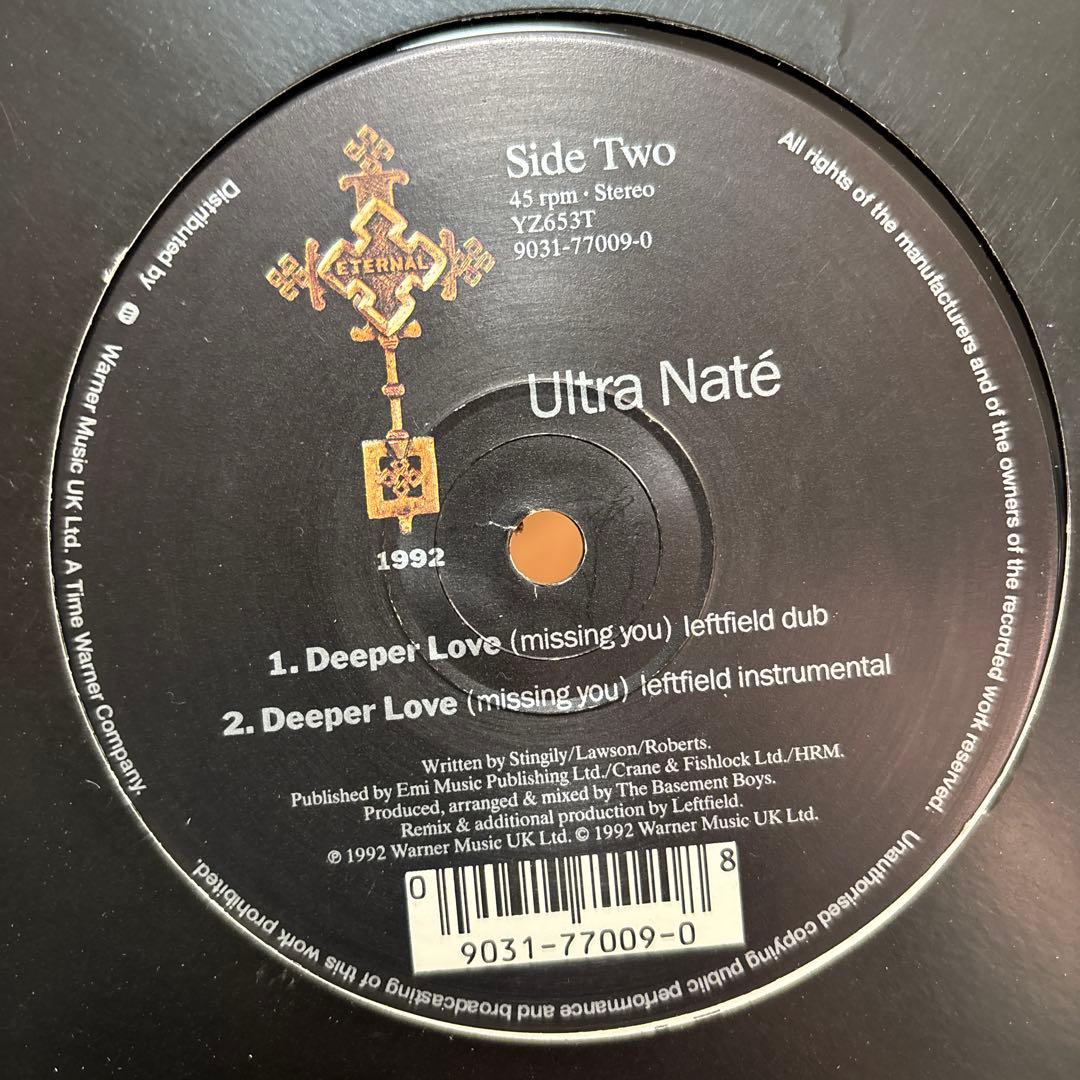 Side Two
45 rpm · Stereo
YZ653T
9031-77009-0
ETERNAL
Ultra Naté
1992
1. Deeper Love (missing you) leftfield dub
2. Deeper Love (missing you) leftfield instrumental
Written by Stingily/Lawson/Roberts.
Published by Emi Music Publishing Ltd./Crane & Fishlock Ltd./HRM.
Produced, arranged & mixed by The Basement Boys.
Remix & additional production by Leftfield.
℗ 1992 Warner Music UK Ltd. © 1992 Warner Music UK Ltd.
0 8
9031-77009-0
All rights of the manufacturers and of the owners of the recorded work reserved. Unauthorised copying public performance and broadcasting of this work prohibited.
Distributed by Warner Music UK Ltd. A Time Warner Company.